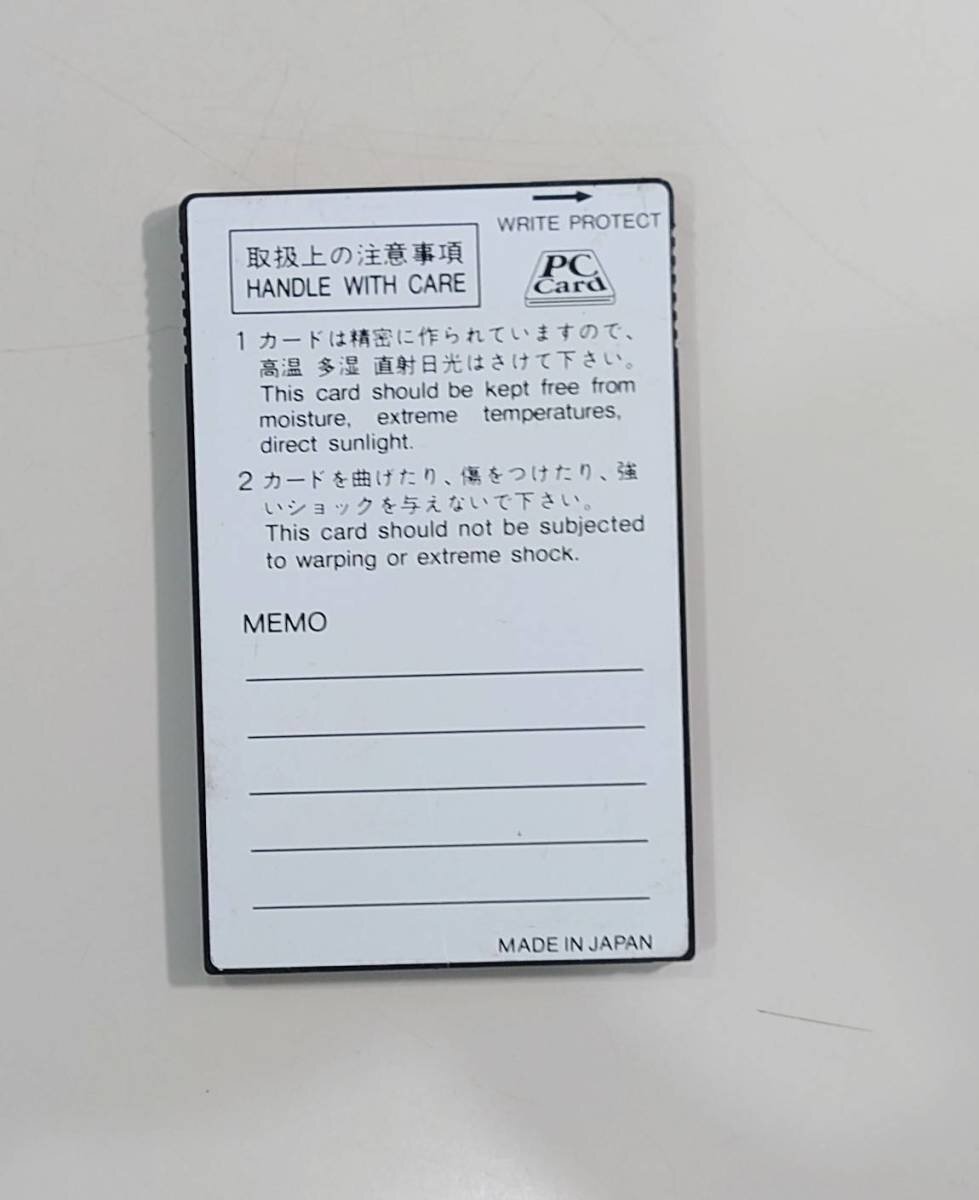 WRITE PROTECT
取扱上の注意事項
HANDLE WITH CARE
PC
Card
1 カードは精密に作られていますので、
高温 多湿 直射日光はさけて下さい。
This card should be kept free from
moisture, extreme temperatures,
direct sunlight.
2 カードを曲げたり、傷をつけたり、強
いショックを与えないで下さい。
This card should not be subjected
to warping or extreme shock.
MEMO
MADE IN JAPAN